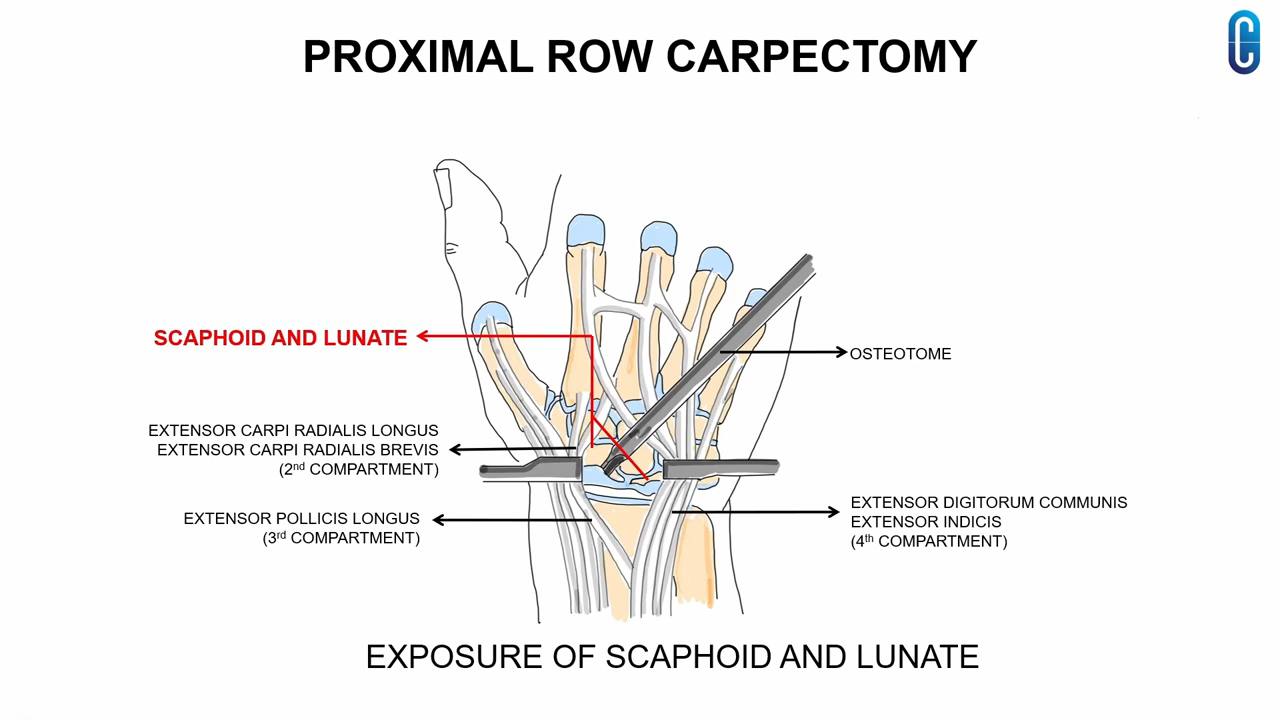 PROXIMAL ROW CARPECTOMY
SCAPHOID AND LUNATE
OSTEOTOME
EXTENSOR CARPI RADIALIS LONGUS
EXTENSOR CARPI RADIALIS BREVIS
(2nd COMPARTMENT)
EXTENSOR POLLICIS LONGUS
(3rd COMPARTMENT)
EXTENSOR DIGITORUM COMMUNIS
EXTENSOR INDICIS
(4th COMPARTMENT)
EXPOSURE OF SCAPHOID AND LUNATE